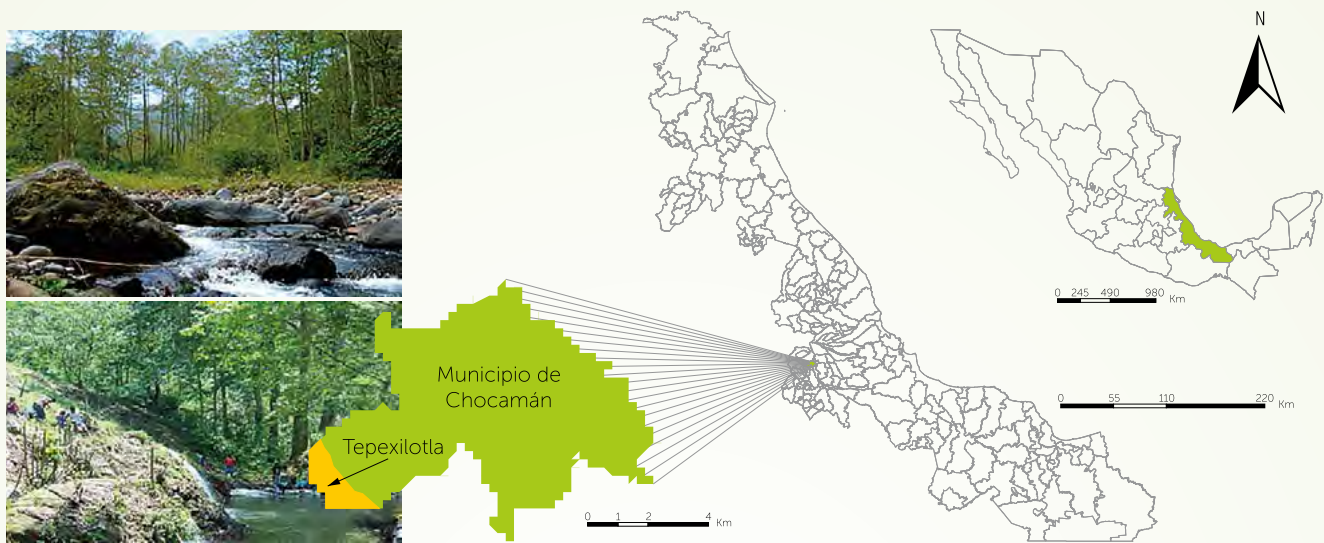 N
0 245 490 980 Km
Municipio de
Chocamán
0 55 110 220 Km
Tepexilotla
0 1 2 4 Km